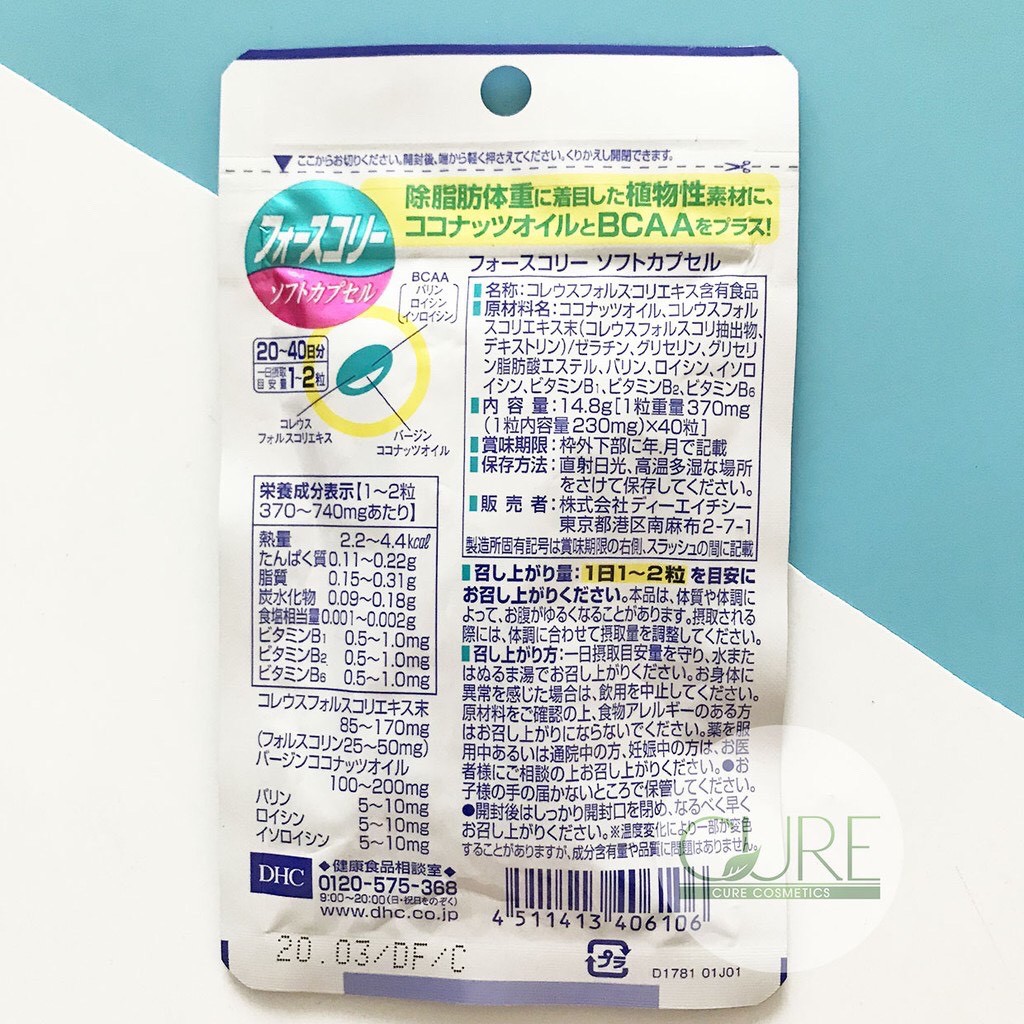 ここからお切りください。開封後、端から軽く押さえてください。くりかえし開閉できます。
除脂肪体重に着目した植物性素材に、
ココナッツオイルとBCAAをプラス!
フォースコリー
ソフトカプセル
20~40日分
一日摂取目安量1~2粒
BCAA
バリン
ロイシン
イソロイシン
コレウス
フォルスコリエキス
バージン
ココナッツオイル
フォースコリー ソフトカプセル
名称:コレウスフォルスコリエキス含有食品
原材料名:ココナッツオイル、コレウスフォル
スコリエキス末(コレウスフォルスコリ抽出物、
デキストリン)/ゼラチン、グリセリン、グリセリ
ン脂肪酸エステル、バリン、ロイシン、イソロ
イシン、ビタミンB1、ビタミンB2、ビタミンB6
内容量:14.8g[1粒重量370mg
(1粒内容量230mg)×40粒]
賞味期限:枠外下部に年、月で記載
保存方法:直射日光、高温多湿な場所
をさけて保存してください。
販売者:株式会社ディーエイチシー
東京都港区南麻布2-7-1
製造所固有記号は賞味期限の右側、スラッシュの間に記載
栄養成分表示[1~2粒
370~740mgあたり]
熱量 2.2~4.4kcal
たんぱく質 0.11~0.22g
脂質 0.15~0.31g
炭水化物 0.09~0.18g
食塩相当量 0.001~0.002g
ビタミンB1 0.5~1.0mg
ビタミンB2 0.5~1.0mg
ビタミンB6 0.5~1.0mg
コレウスフォルスコリエキス末
85~170mg
(フォルスコリン25~50mg)
バージンココナッツオイル
100~200mg
バリン 5~10mg
ロイシン 5~10mg
イソロイシン 5~10mg
召し上がり量:1日1~2粒を目安に
お召し上がりください。本品は、体質や体調に
よって、お腹がゆるくなることがあります。摂取される
際には、体調に合わせて摂取量を調整してください。
召し上がり方:一日摂取目安量を守り、水また
はぬるま湯でお召し上がりください。お身体に
異常を感じた場合は、飲用を中止してください。
原材料をご確認の上、食物アレルギーのある方
はお召し上がりにならないでください。薬を服
用中あるいは通院中の方、妊娠中の方は、お医
者様にご相談の上お召し上がりください。●お
子様の手の届かないところで保管してください。
●開封後はしっかり開封口を閉め、なるべく早く
お召し上がりください。※温度変化により一部が変色
することがありますが、成分含有量や品質に問題はありません。
DHC
◆健康食品相談室◆
0120-575-368
9:00~20:00(日・祝日をのぞく)
www.dhc.co.jp
4 511413 406106
CURE
CURE COSMETICS
20.03/DF/C
プラ
D1781 01J01